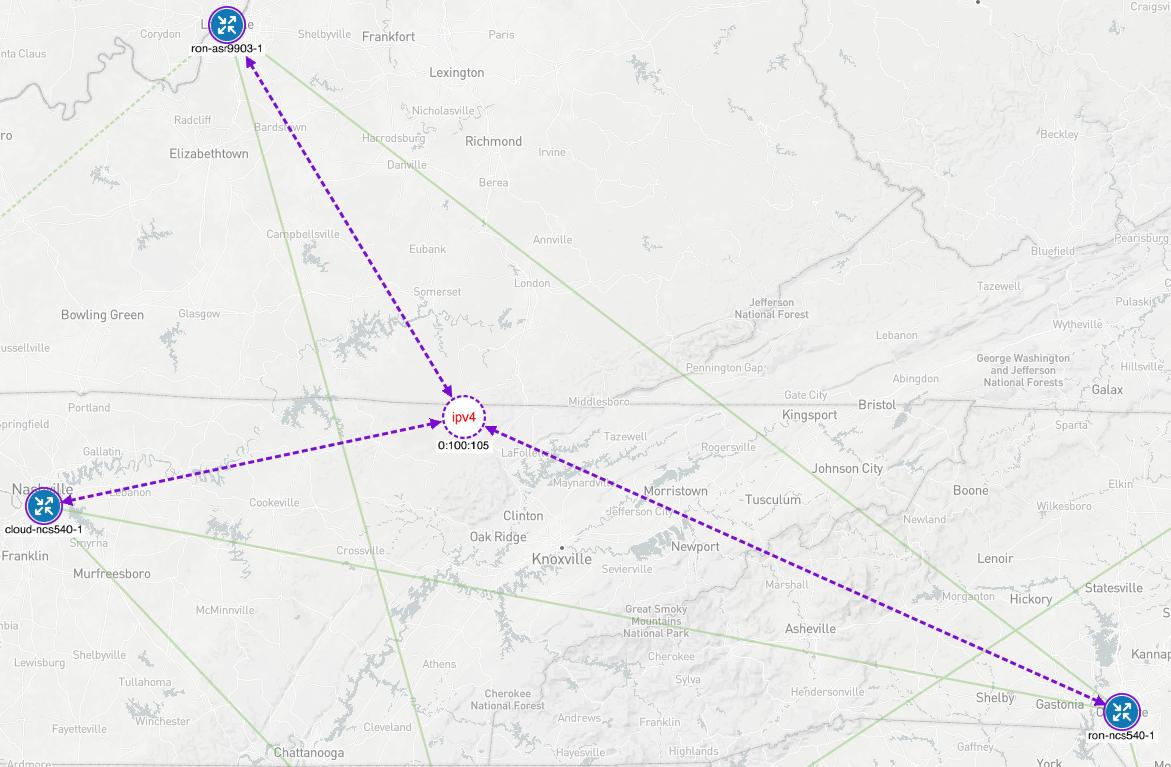 Corydon
Shelbyville
Frankfort
Paris
Craigsvi
ron-asr9903-1
nta Claus
Lexington
Nicholasville
Radcliff
Bardstown
Harrodsburg
Richmond
ro
Beckley
Elizabethtown
Danville
Irvine
Berea
Campbellsville
Eubank
Annville
Pearisburg
Bluefield
London
Tazewell
Somerset
Jefferson
National Forest
Pulaski
Bowling Green
Glasgow
Wytheville
Lebanon
ussellville
George Washington
and Jefferson
National Forests
Hillsville
Pennington Gap
Abingdon
Galax
Portland
Middlesboro
Gate City
Bristol
Springfield
ipv4
Kingsport
Sparta
0:100:105
Tazewell
Rogersville
Gallatin
LaFolle
Johnson City
Maynardville
Nashville
Lebanon
Morristown
Tusculum
Boone
Elkin
Cookeville
Jefferson City
Wilkesboro
cloud-ncs540-1
Clinton
Newland
Smyrna
Oak Ridge
Franklin
Crossville
Knoxville
Newport
Lenoir
Murfreesboro
Sevierville
Marshall
Statesville
Morganton
Hickory
McMinnville
Great Smoky
Mountains
National Park
Asheville
mbia
Shelbyville
Cherokee
Kannap
Lewisburg
Athens
Sylva
Tullahoma
Cherokee
National Forest
Hendersonville
Shelby
Gastonia
Winchester
Andrews
Franklin
Fayetteville
Cleveland
ron-ncs540-1
Chattanooga
Hayesville
Highlands
Gaffney
Ardmore
York